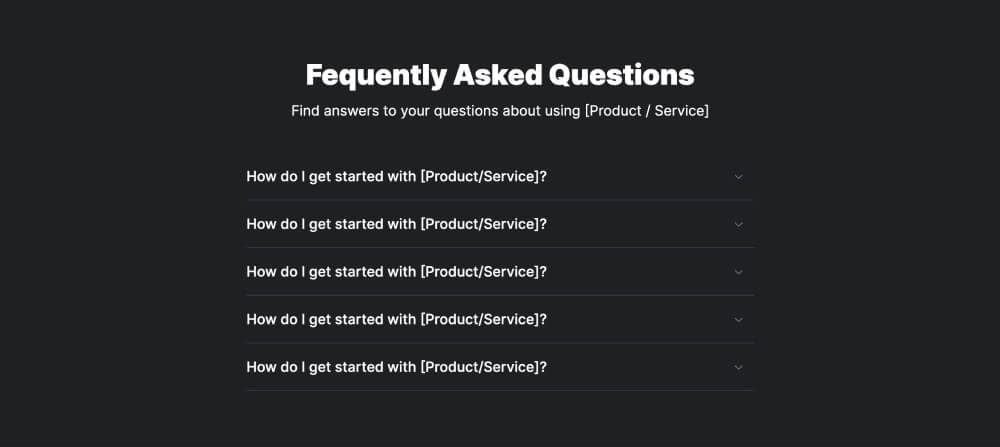 Fequently Asked Questions
Find answers to your questions about using [Product / Service]
How do I get started with [Product/Service]?
How do I get started with [Product/Service]?
How do I get started with [Product/Service]?
How do I get started with [Product/Service]?
How do I get started with [Product/Service]?